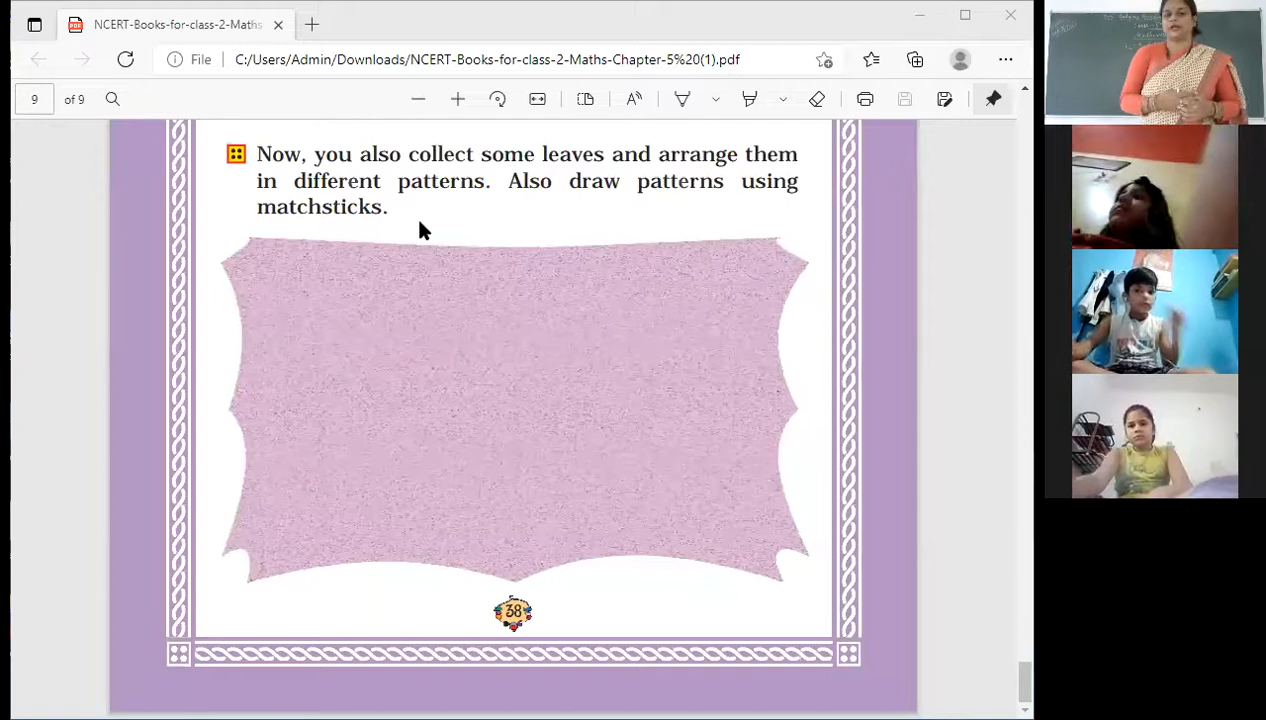 NCERT-Books-for-class-2-Maths
File
C:/Users/Admin/Downloads/NCERT-Books-for-class-2-Maths-Chapter-5%20(1).pdf
9 of 9
Now, you also collect some leaves and arrange them
in different patterns. Also draw patterns using
matchsticks.
38